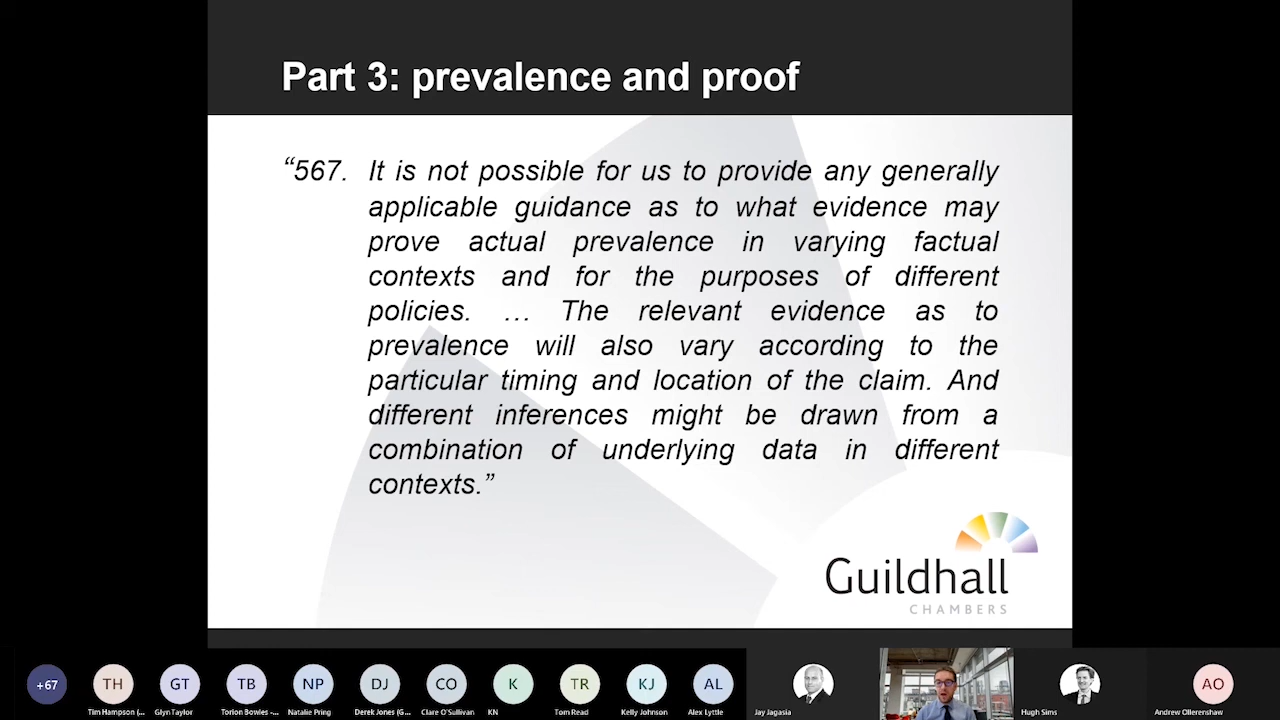 Part 3: prevalence and proof
“567. It is not possible for us to provide any generally
applicable guidance as to what evidence may
prove actual prevalence in varying factual
contexts and for the purposes of different
policies. … The relevant evidence as to
prevalence will also vary according to the
particular timing and location of the claim. And
different inferences might be drawn from a
combination of underlying data in different
contexts.”
Guildhall
CHAMBERS
+67
TH
GT
TB
NP
DJ
CO
K
TR
KJ
AL
AO
Tim Hampson (...
Glyn Taylor
Torion Bowles -...
Natalie Pring
Derek Jones (G...
Clare O'Sullivan
KN
Tom Read
Kelly Johnson
Alex Lyttle
Jay Jagasia
Hugh Sims
Andrew Ollerenshaw